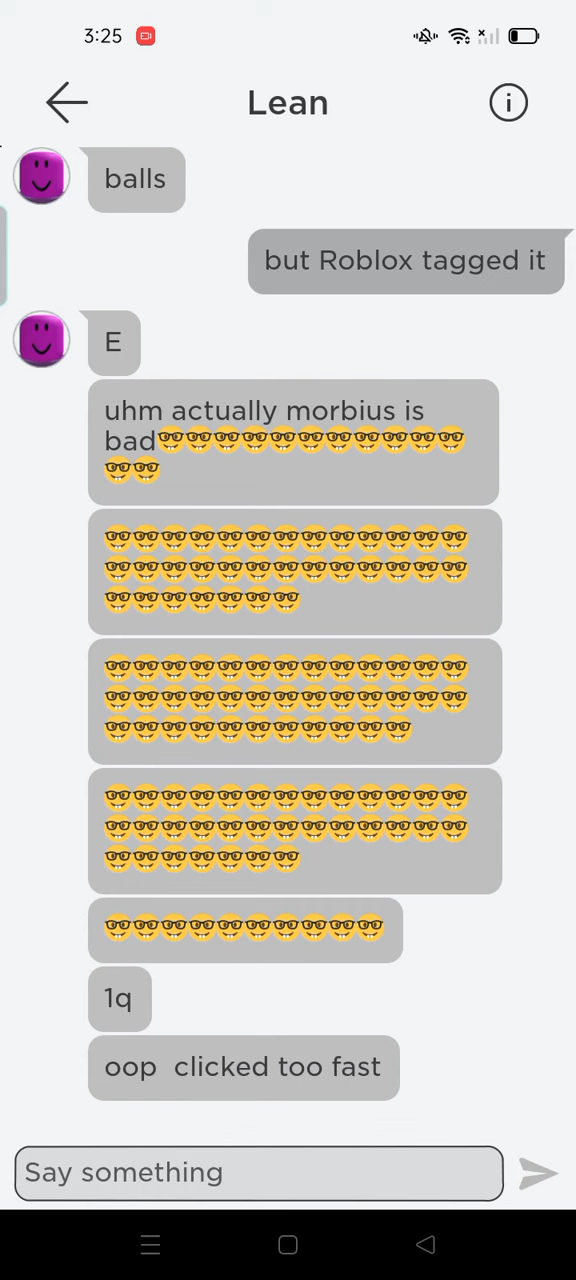 3:25
Lean
balls
but Roblox tagged it
E
uhm actually morbius is
bad🤓🤓🤓🤓🤓🤓🤓🤓🤓🤓🤓
🤓🤓
🤓🤓🤓🤓🤓🤓🤓🤓🤓🤓🤓🤓🤓
🤓🤓🤓🤓🤓🤓🤓🤓🤓🤓🤓🤓🤓
🤓🤓🤓🤓🤓🤓🤓
🤓🤓🤓🤓🤓🤓🤓🤓🤓🤓🤓🤓🤓
🤓🤓🤓🤓🤓🤓🤓🤓🤓🤓🤓🤓🤓
🤓🤓🤓🤓🤓🤓🤓🤓🤓🤓🤓
🤓🤓🤓🤓🤓🤓🤓🤓🤓🤓🤓🤓🤓
🤓🤓🤓🤓🤓🤓🤓🤓🤓🤓🤓🤓🤓
🤓🤓🤓🤓🤓🤓🤓
🤓🤓🤓🤓🤓🤓🤓🤓🤓🤓
1q
oop  clicked too fast
Say something